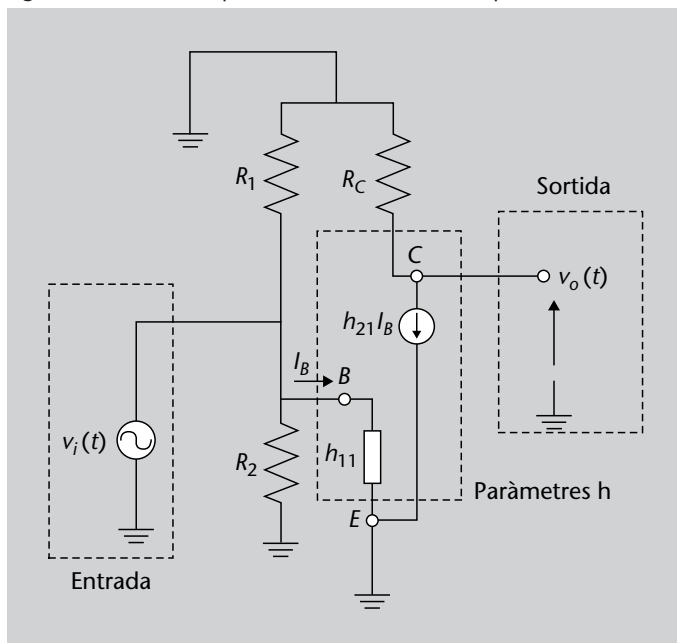 R1
RC
Sortida
C
vo(t)
h21IB
IB
B
vi(t)
R2
h11
Paràmetres h
E
Entrada